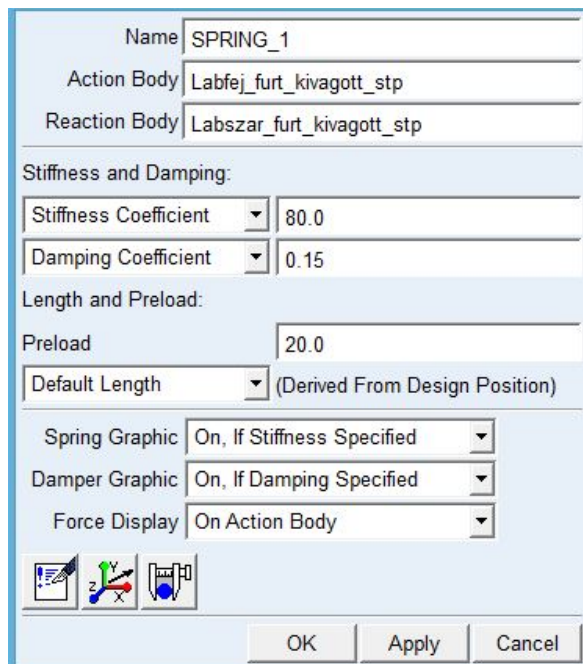 Name SPRING_1
Action Body Labfej_furt_kivagott_stp
Reaction Body Labszar_furt_kivagott_stp
Stiffness and Damping:
Stiffness Coefficient 80.0
Damping Coefficient 0.15
Length and Preload:
Preload 20.0
Default Length (Derived From Design Position)
Spring Graphic On, If Stiffness Specified
Damper Graphic On, If Damping Specified
Force Display On Action Body
OK Apply Cancel